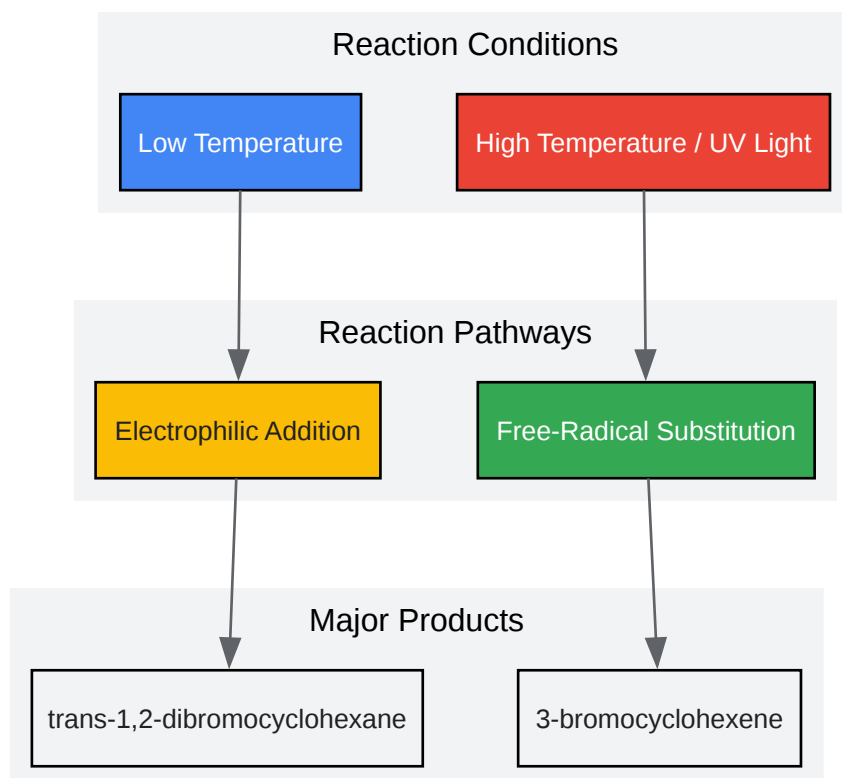 Reaction Conditions
Low Temperature
High Temperature / UV Light
Reaction Pathways
Electrophilic Addition
Free-Radical Substitution
Major Products
trans-1,2-dibromocyclohexane
3-bromocyclohexene